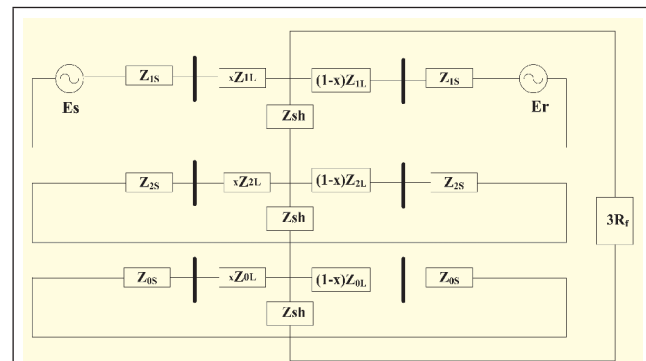 Z1S xZ1L (1-x)Z1L Z1S
Es Er
Zsh
Z2S xZ2L (1-x)Z2L Z2S
Zsh 3Rf
Z0S xZ0L (1-x)Z0L Z0S
Zsh